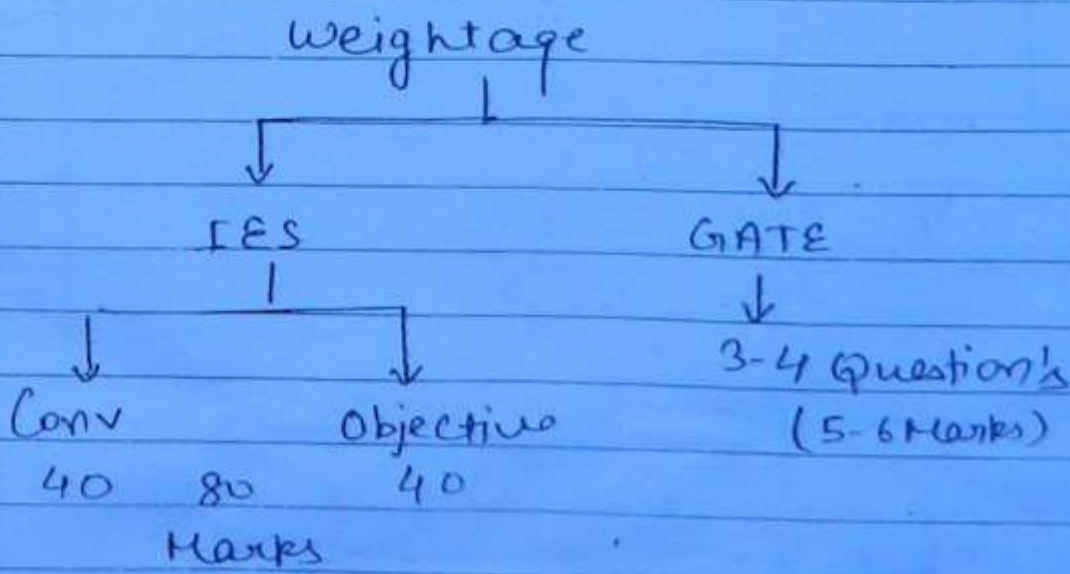 Weightage
IES GATE
3-4 Question's
Conv Objective (5-6 Marks)
40 80 40
Marks